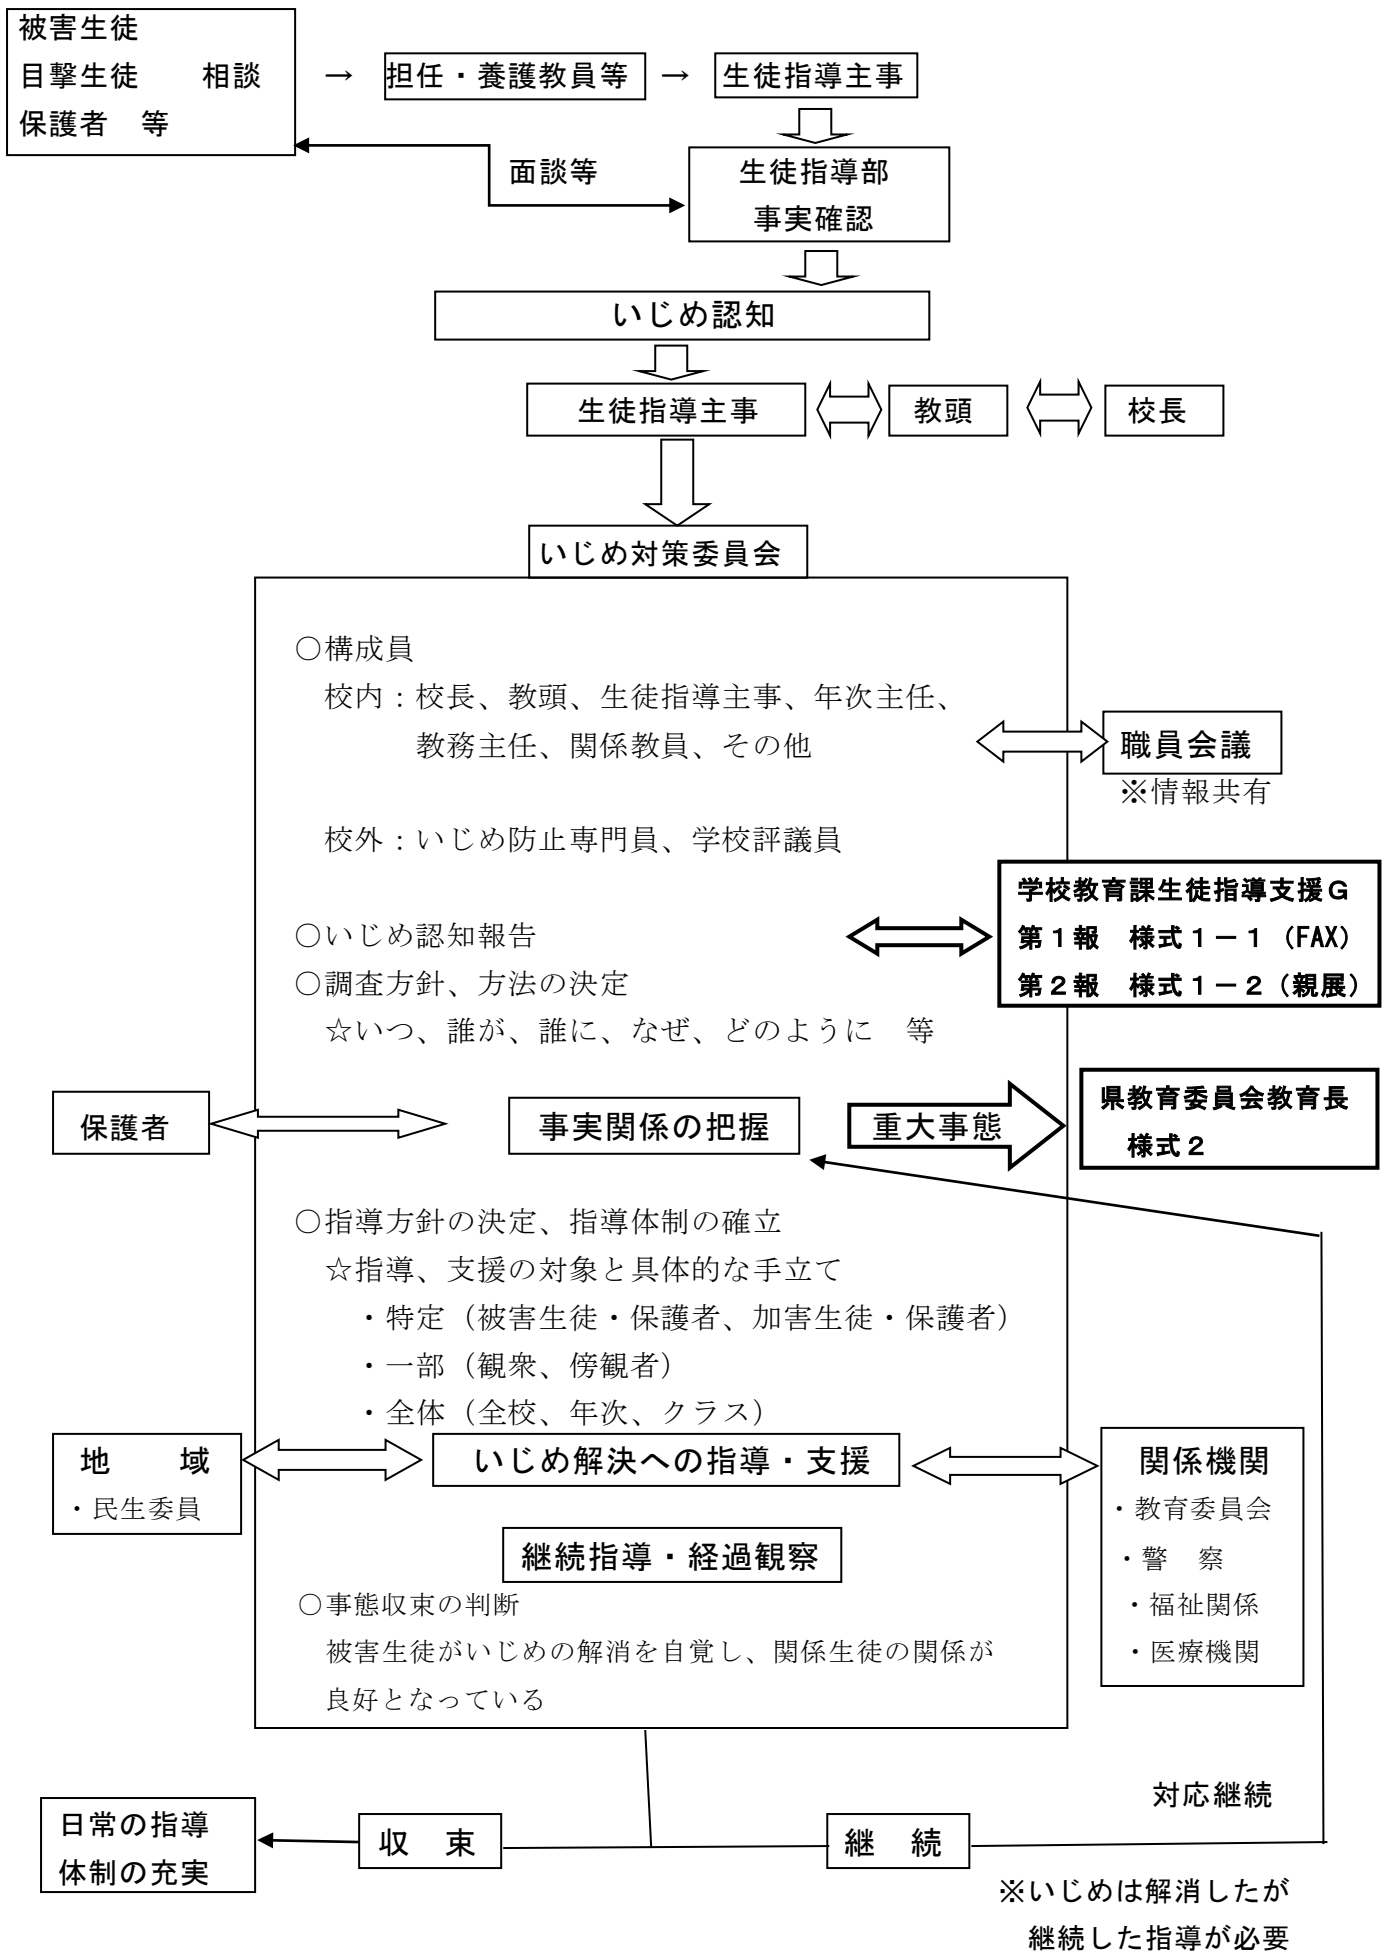 被害生徒
目撃生徒　　相談　→　担任・養護教員等　→　生徒指導主事
保護者　等
面談等
生徒指導部
事実確認
いじめ認知
生徒指導主事　教頭　校長
いじめ対策委員会
○構成員
校内：校長、教頭、生徒指導主事、年次主任、
教務主任、関係教員、その他
職員会議
※情報共有
校外：いじめ防止専門員、学校評議員
学校教育課生徒指導支援Ｇ
第１報　様式１－１（FAX）
第２報　様式１－２（親展）
○いじめ認知報告
○調査方針、方法の決定
☆いつ、誰が、誰に、なぜ、どのように　等
保護者　事実関係の把握　重大事態
県教育委員会教育長
様式２
○指導方針の決定、指導体制の確立
☆指導、支援の対象と具体的な手立て
・特定（被害生徒・保護者、加害生徒・保護者）
・一部（観衆、傍観者）
・全体（全校、年次、クラス）
地　　域
・民生委員
いじめ解決への指導・支援
関係機関
・教育委員会
・警　察
・福祉関係
・医療機関
継続指導・経過観察
○事態収束の判断
被害生徒がいじめの解消を自覚し、関係生徒の関係が
良好となっている
対応継続
日常の指導
体制の充実
収　束　継　続
※いじめは解消したが
継続した指導が必要